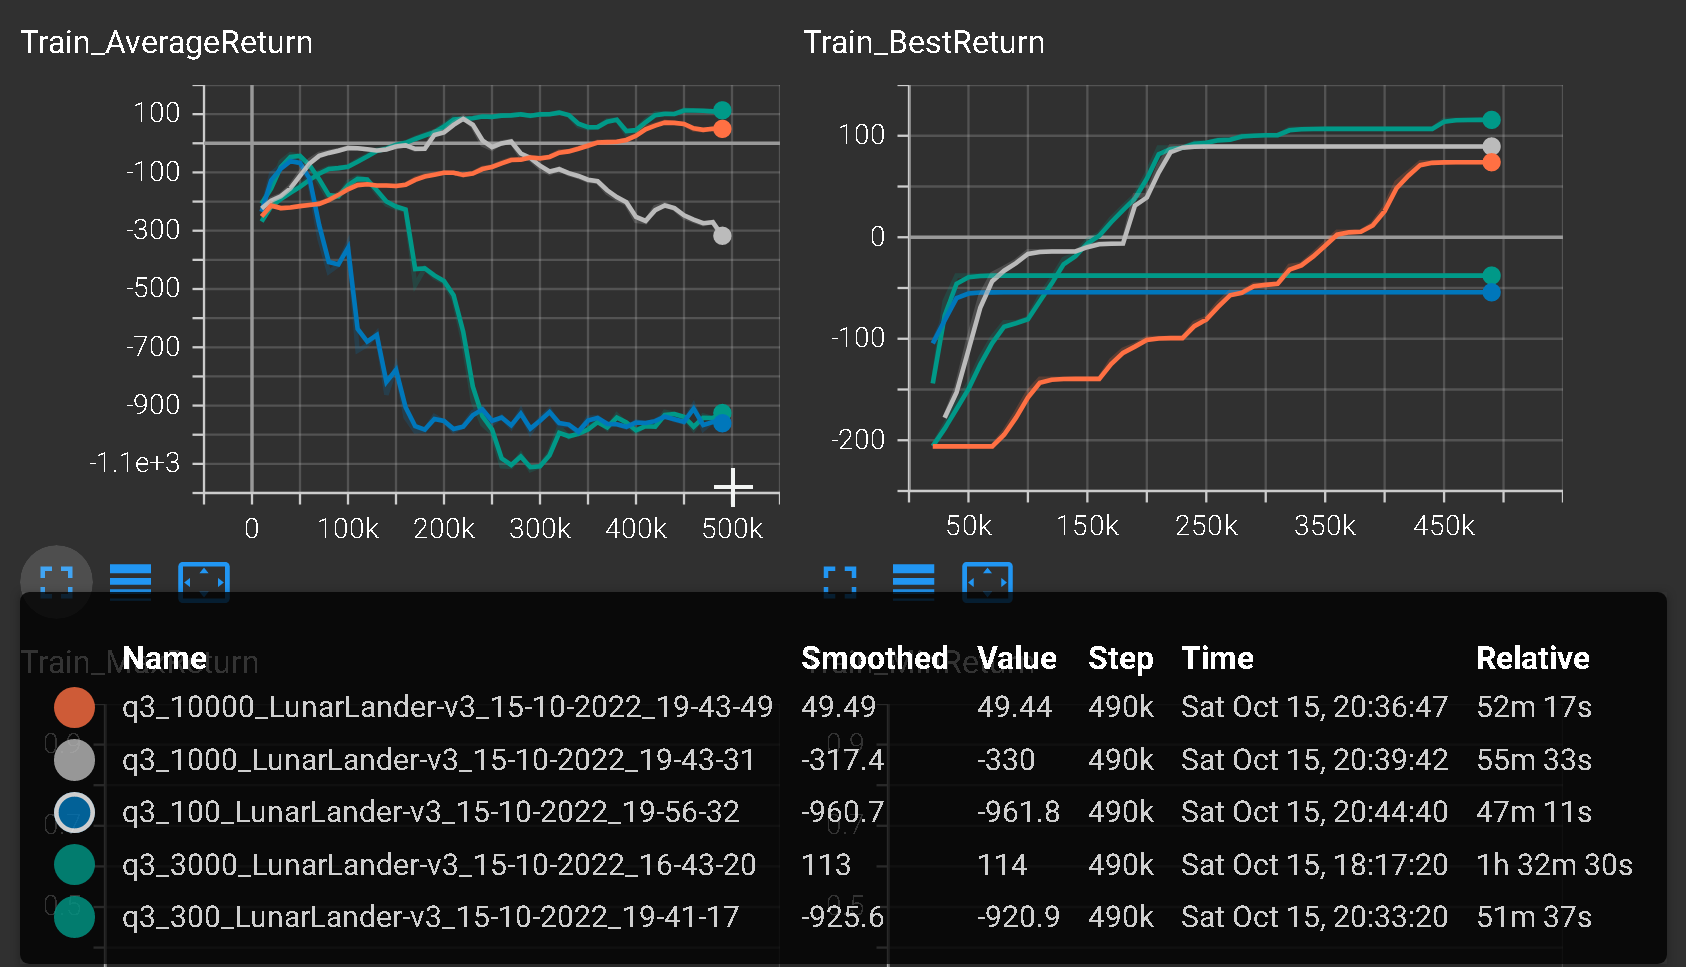 Train_AverageReturn
Train_BestReturn
100
-100
-300
-500
-700
-900
-1.1e+3
0 100k 200k 300k 400k 500k
100
0
-100
-200
50k 150k 250k 350k 450k
Name Smoothed Value Step Time Relative
q3_10000_LunarLander-v3_15-10-2022_19-43-49 49.49 49.44 490k Sat Oct 15, 20:36:47 52m 17s
q3_1000_LunarLander-v3_15-10-2022_19-43-31 -317.4 -330 490k Sat Oct 15, 20:39:42 55m 33s
q3_100_LunarLander-v3_15-10-2022_19-56-32 -960.7 -961.8 490k Sat Oct 15, 20:44:40 47m 11s
q3_3000_LunarLander-v3_15-10-2022_16-43-20 113 114 490k Sat Oct 15, 18:17:20 1h 32m 30s
q3_300_LunarLander-v3_15-10-2022_19-41-17 -925.6 -920.9 490k Sat Oct 15, 20:33:20 51m 37s